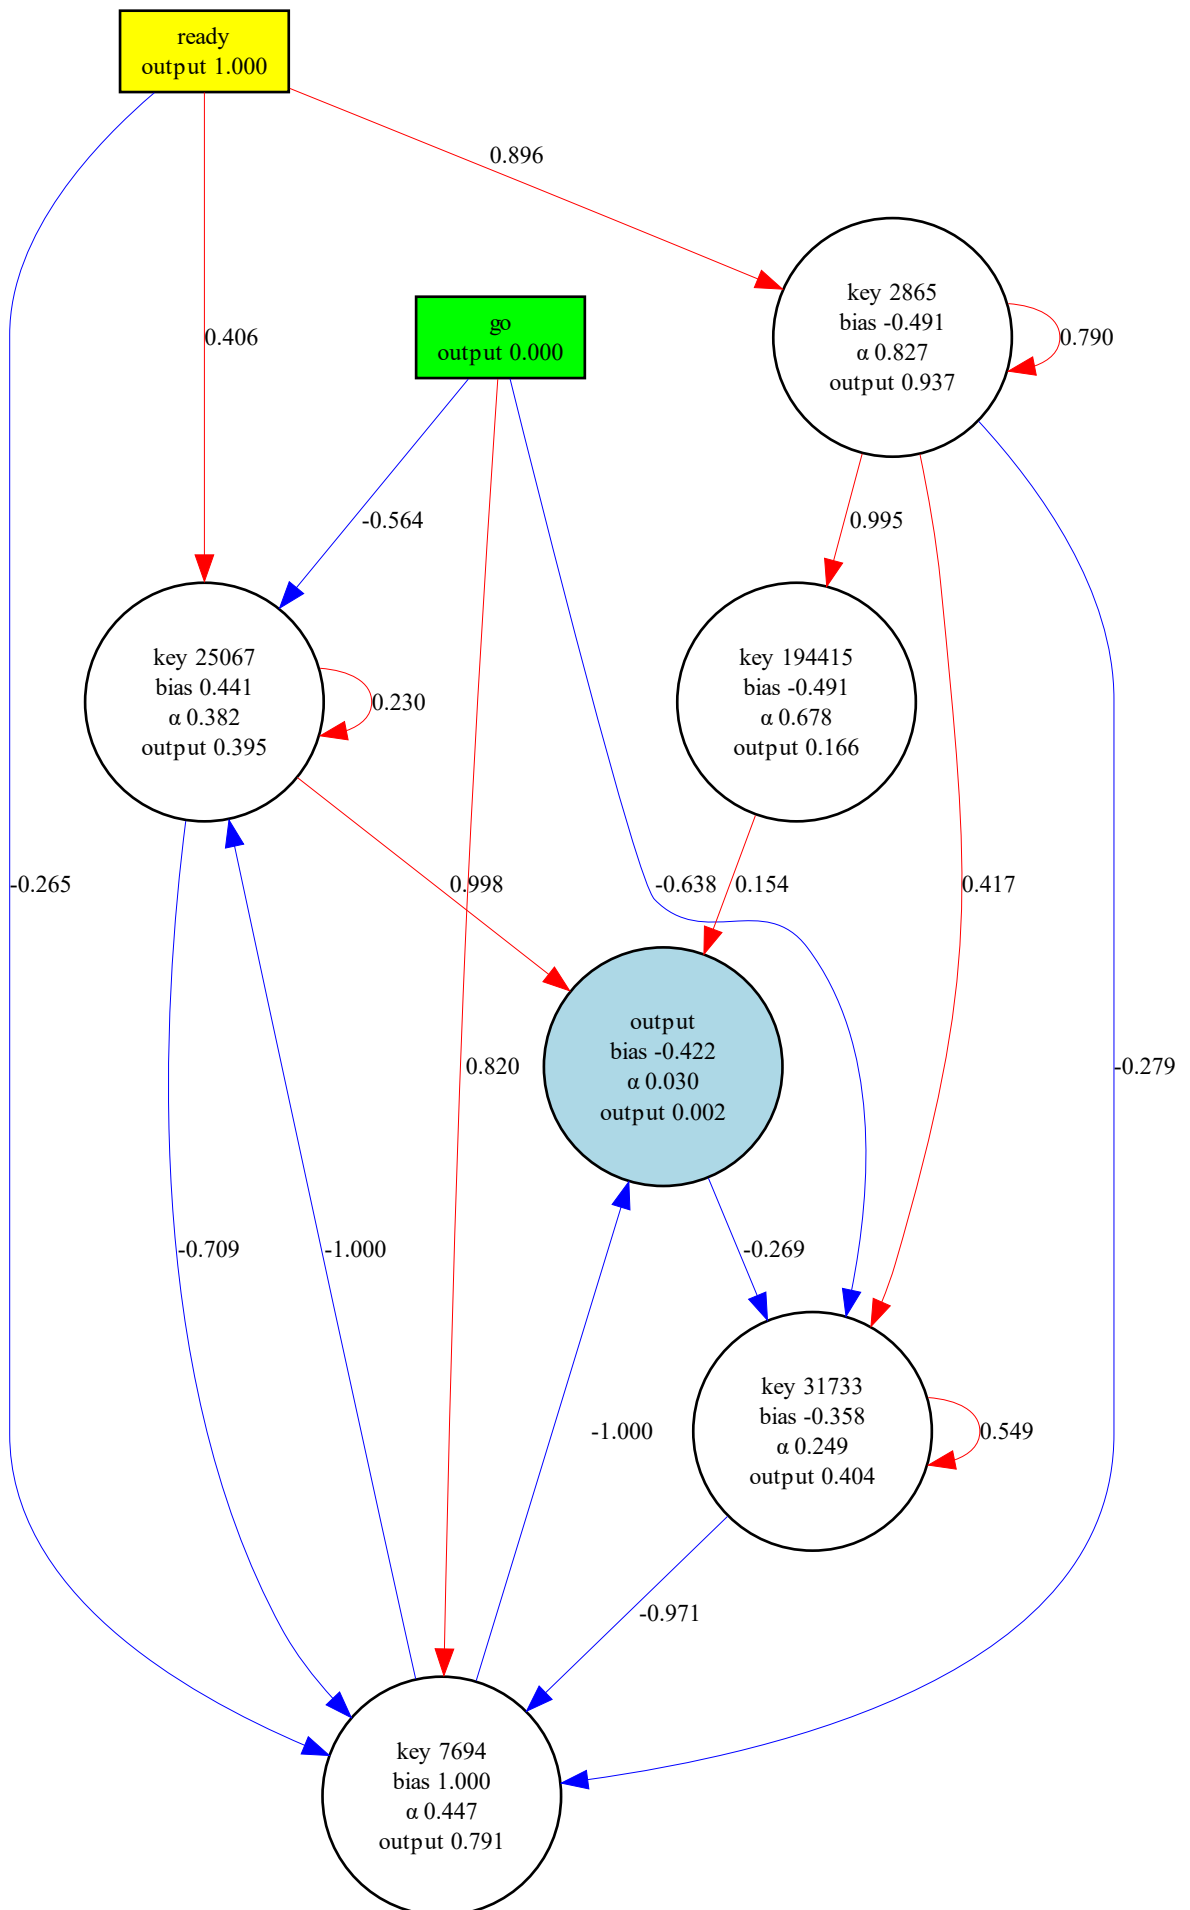 ready
output 1.000
0.896
key 2865
bias -0.491
α 0.827
output 0.937
0.790
go
output 0.000
0.406
-0.564
0.995
key 25067
bias 0.441
α 0.382
output 0.395
0.230
key 194415
bias -0.491
α 0.678
output 0.166
-0.265
0.998
-0.638
0.154
0.417
output
bias -0.422
α 0.030
output 0.002
0.820
-0.279
-0.709
-1.000
-0.269
key 31733
bias -0.358
α 0.249
output 0.404
0.549
-1.000
-0.971
key 7694
bias 1.000
α 0.447
output 0.791